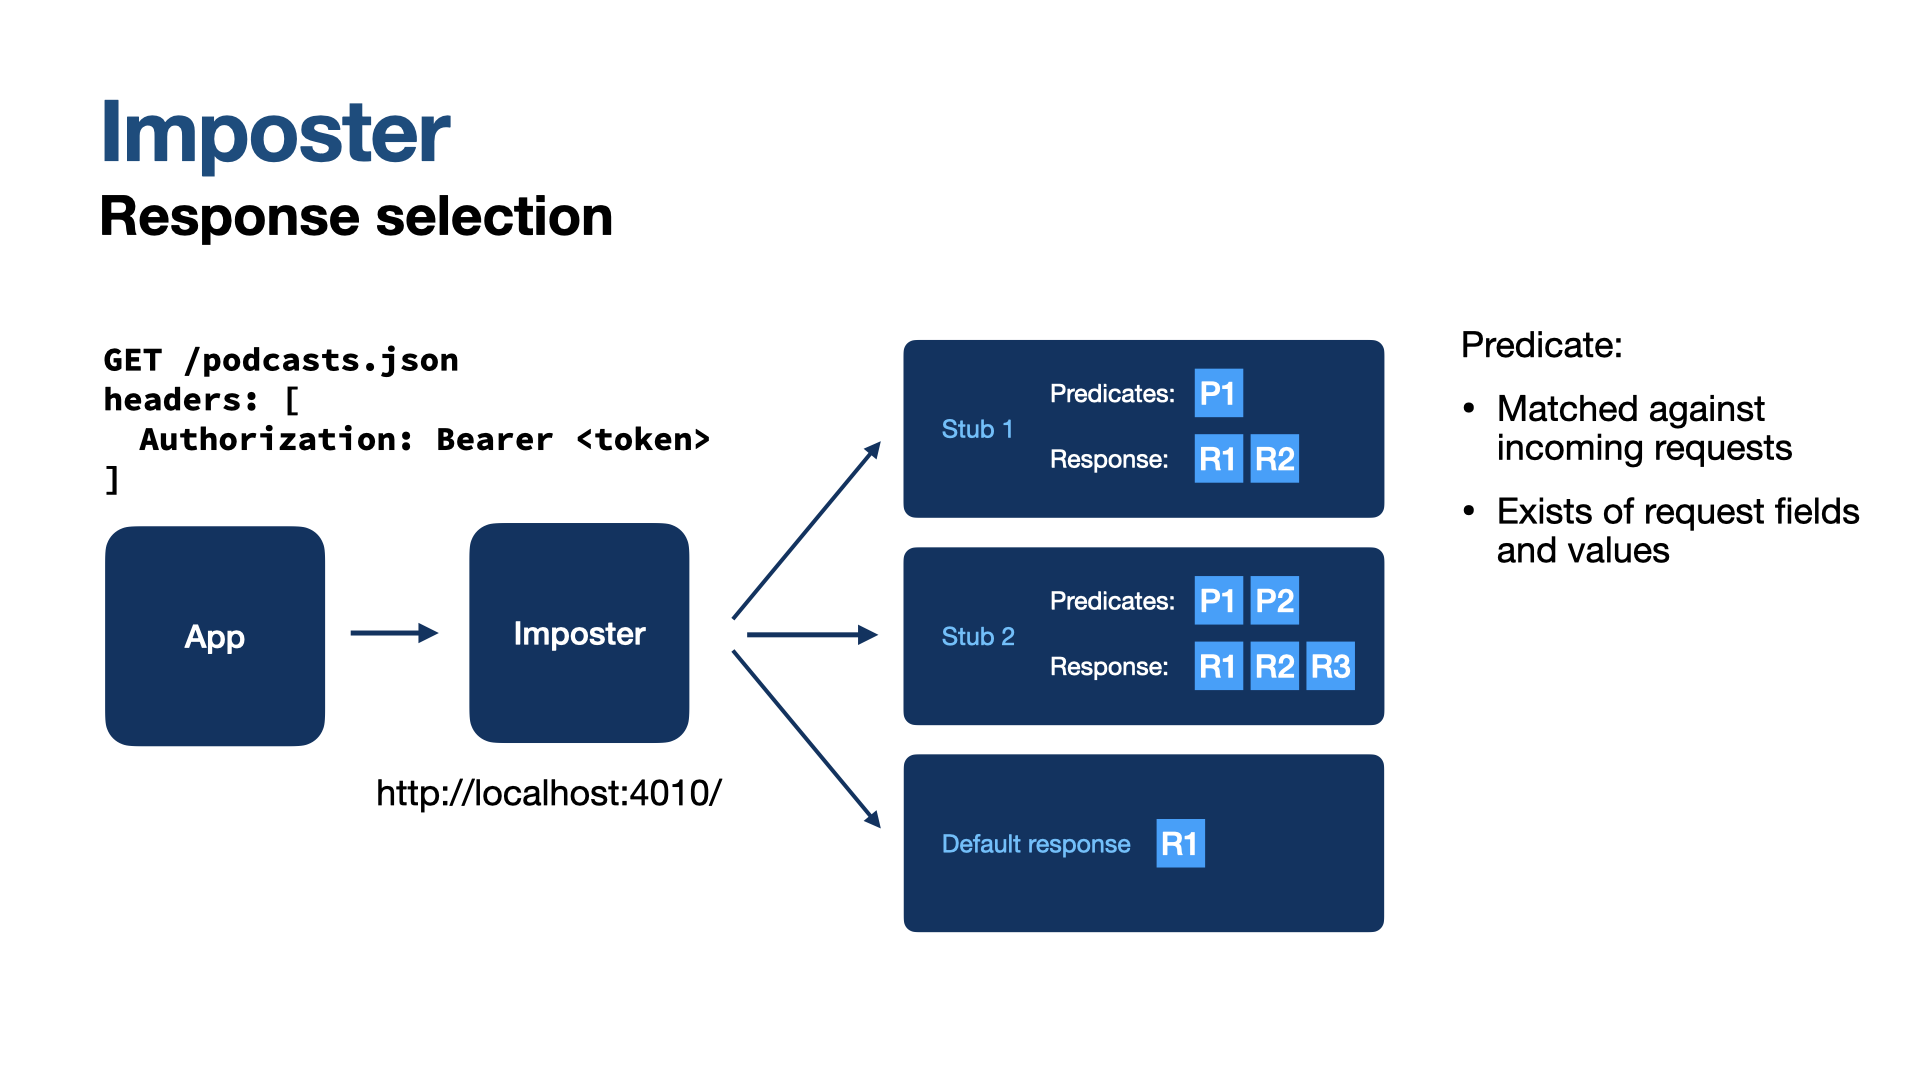 Imposter
Response selection
GET /podcasts.json
headers: [
Authorization: Bearer <token>
]
App
Imposter
http://localhost:4010/
Stub 1
Predicates: P1
Response: R1 R2
Stub 2
Predicates: P1 P2
Response: R1 R2 R3
Default response R1
Predicate:
• Matched against
incoming requests
• Exists of request fields
and values